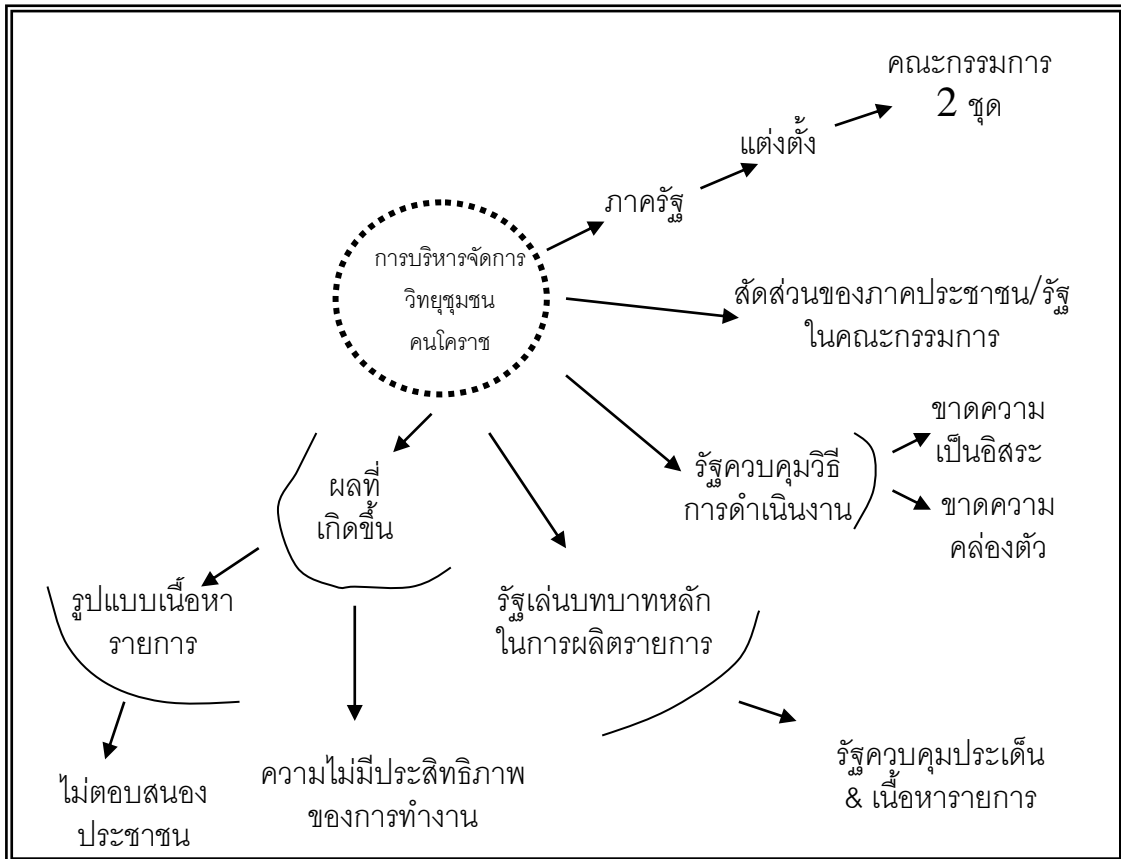 คณะกรรมการ
2 ชุด
แต่งตั้ง
ภาครัฐ
การบริหารจัดการ
วิทยุชุมชน
คนโคราช
สัดส่วนของภาคประชาชน/รัฐ
ในคณะกรรมการ
ขาดความ
เป็นอิสระ
รัฐควบคุมวิธี
การดำเนินงาน
ขาดความ
คล่องตัว
ผลที่
เกิดขึ้น
รูปแบบเนื้อหา
รายการ
รัฐเล่นบทบาทหลัก
ในการผลิตรายการ
ไม่ตอบสนอง
ประชาชน
ความไม่มีประสิทธิภาพ
ของการทำงาน
รัฐควบคุมประเด็น
& เนื้อหารายการ